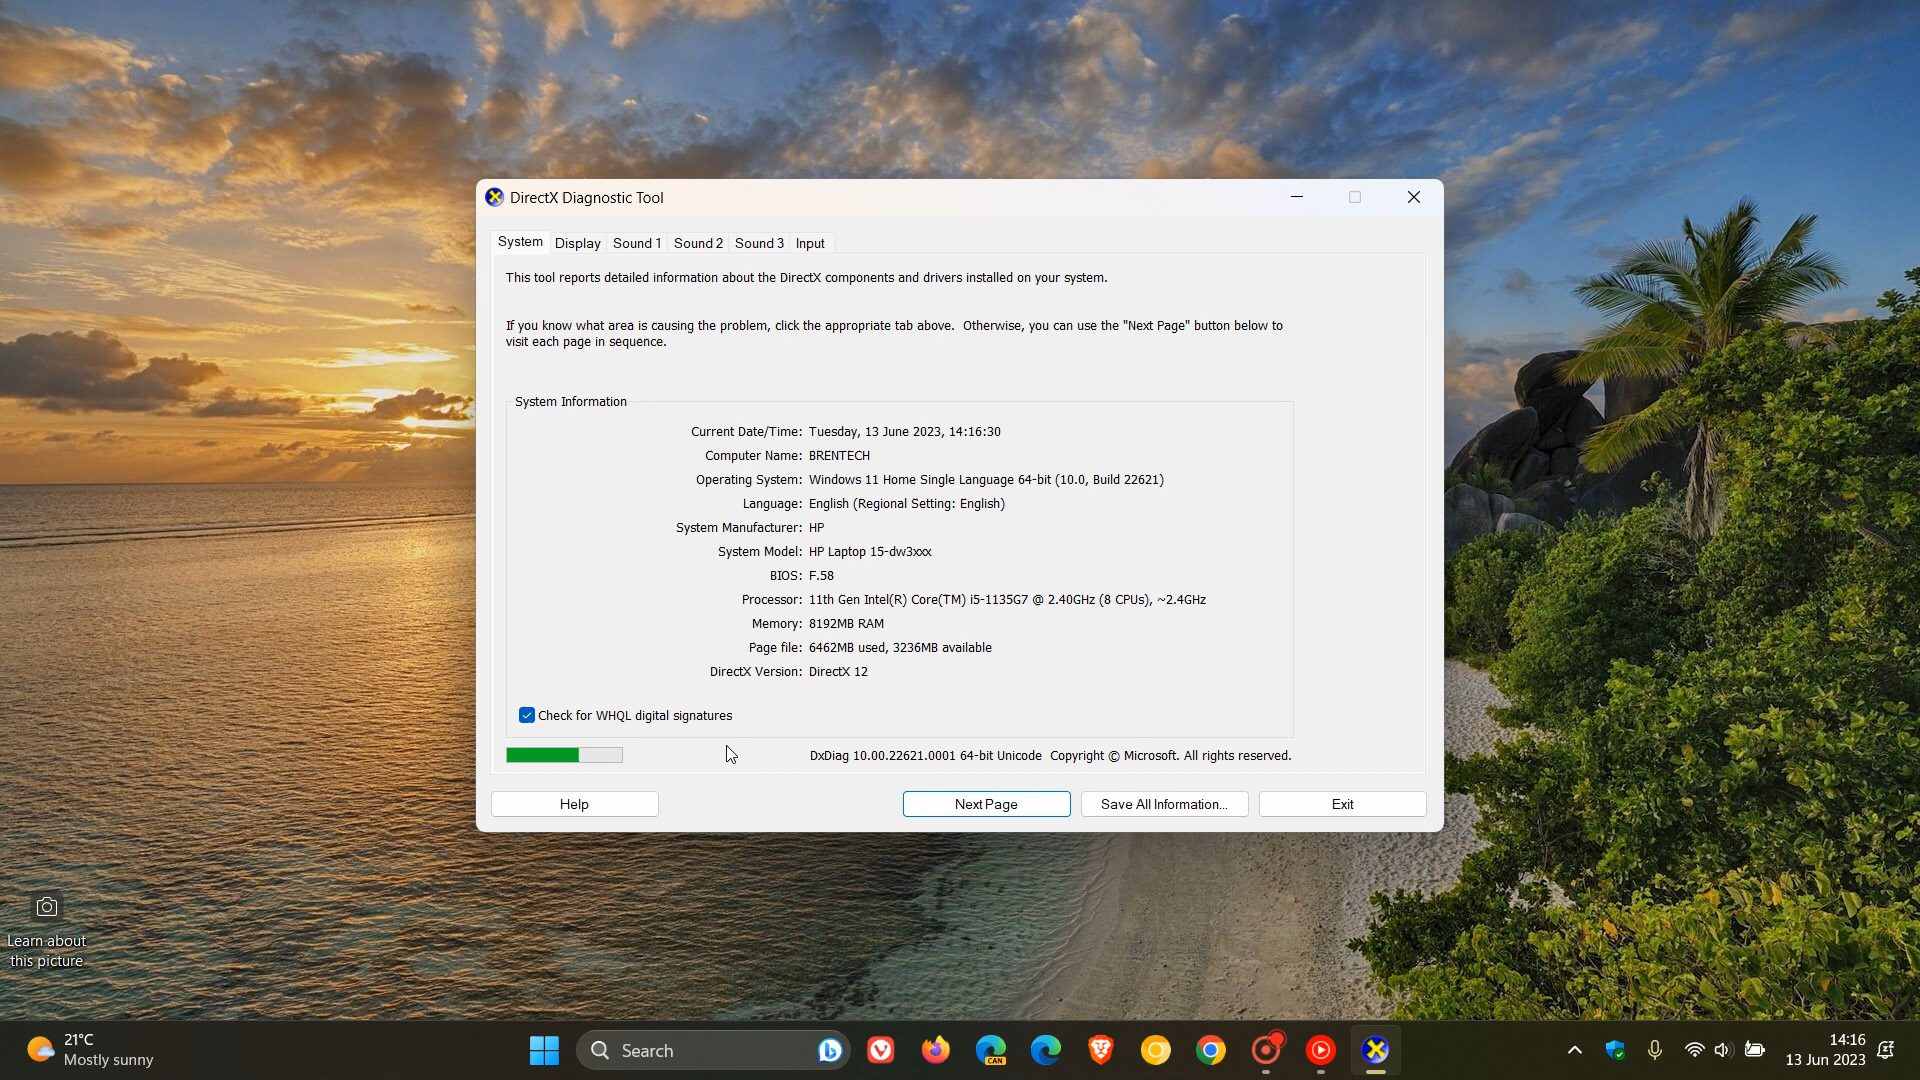 DirectX Diagnostic Tool
System Display Sound 1 Sound 2 Sound 3 Input
This tool reports detailed information about the DirectX components and drivers installed on your system.
If you know what area is causing the problem, click the appropriate tab above.  Otherwise, you can use the "Next Page" button below to
visit each page in sequence.
System Information
Current Date/Time: Tuesday, 13 June 2023, 14:16:30
Computer Name: BRENTECH
Operating System: Windows 11 Home Single Language 64-bit (10.0, Build 22621)
Language: English (Regional Setting: English)
System Manufacturer: HP
System Model: HP Laptop 15-dw3xxx
BIOS: F.58
Processor: 11th Gen Intel(R) Core(TM) i5-1135G7 @ 2.40GHz (8 CPUs), ~2.4GHz
Memory: 8192MB RAM
Page file: 6462MB used, 3236MB available
DirectX Version: DirectX 12
Check for WHQL digital signatures
DxDiag 10.00.22621.0001 64-bit Unicode  Copyright © Microsoft. All rights reserved.
Help Next Page Save All Information... Exit
Learn about
this picture
21°C
Mostly sunny
Search
CAN
14:16
13 Jun 2023